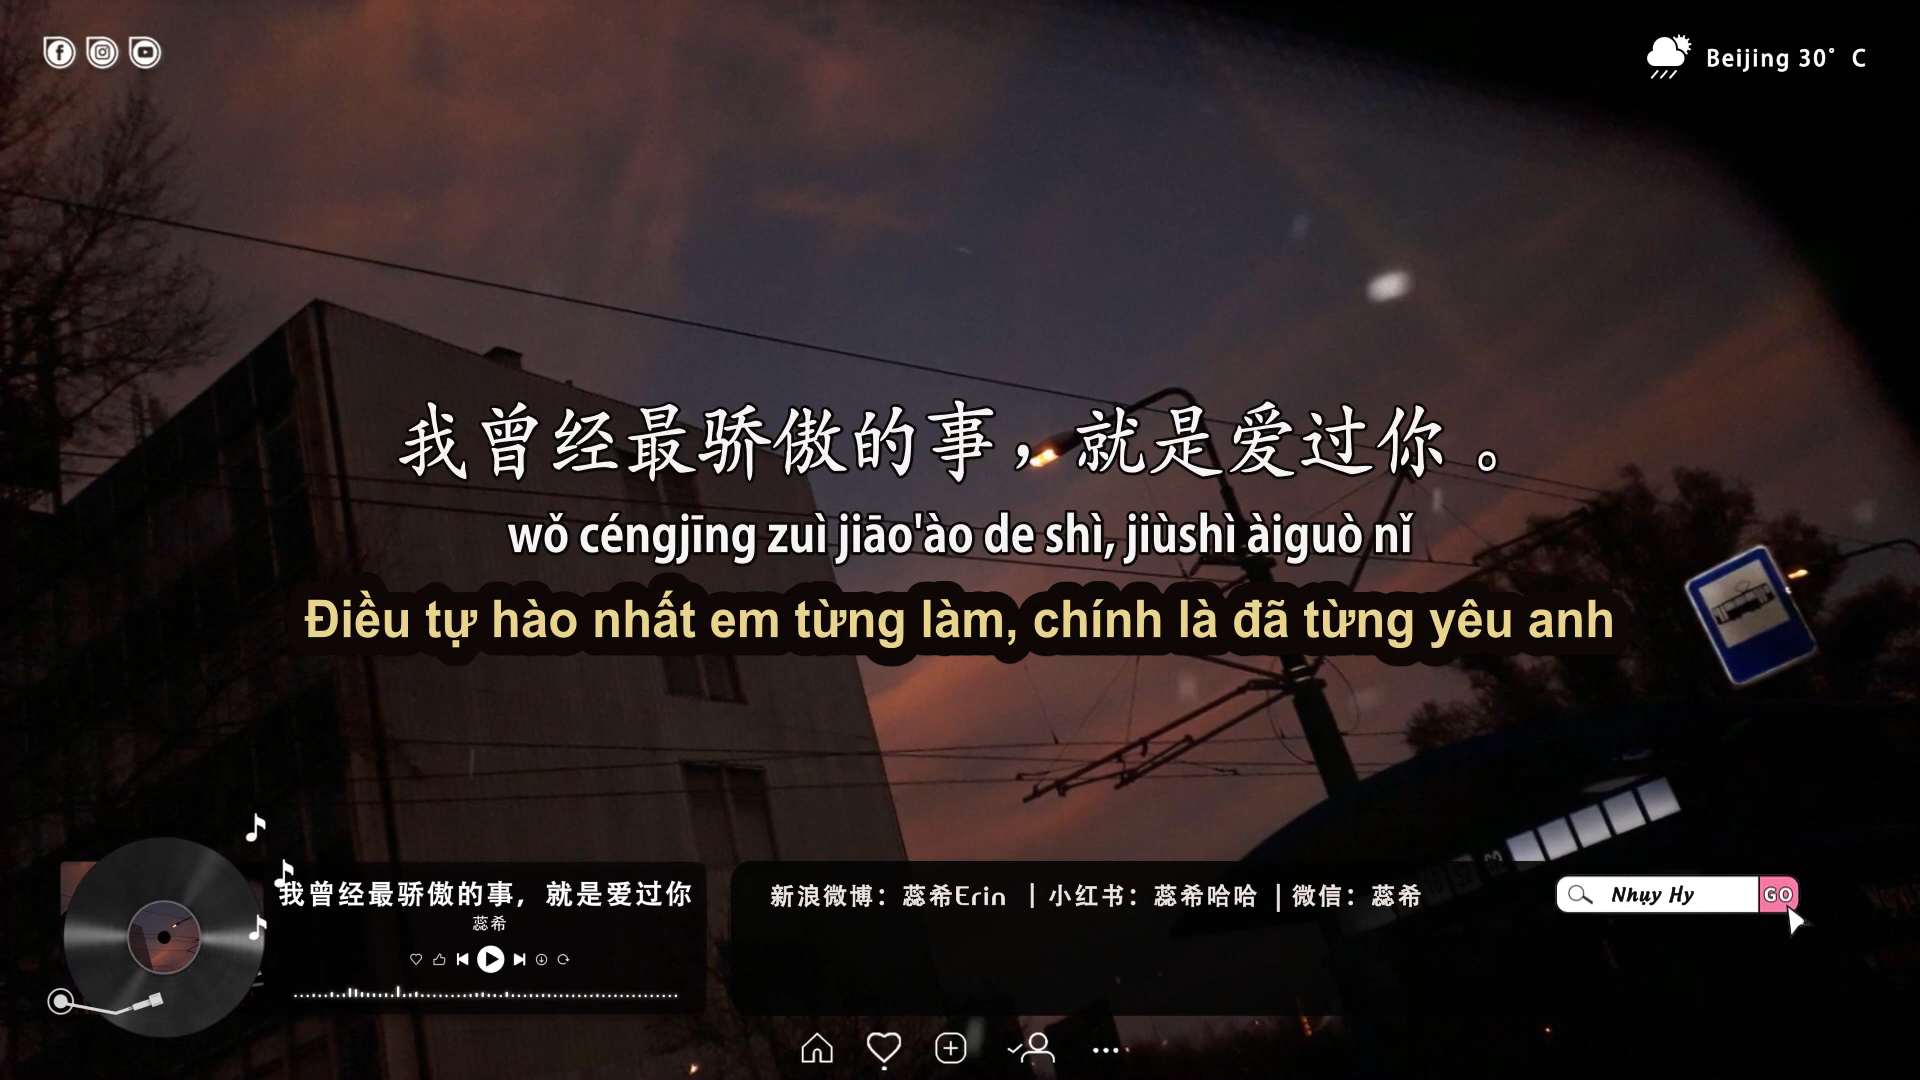 Beijing 30° C
我曾经最骄傲的事，就是爱过你。
wǒ céngjīng zuì jiāo'ào de shì, jiùshì àiguò nǐ
Điều tự hào nhất em từng làm, chính là đã từng yêu anh
我曾经最骄傲的事，就是爱过你
蕊希
新浪微博：蕊希Erin ｜小红书：蕊希哈哈 ｜微信：蕊希
Nhụy Hy GO